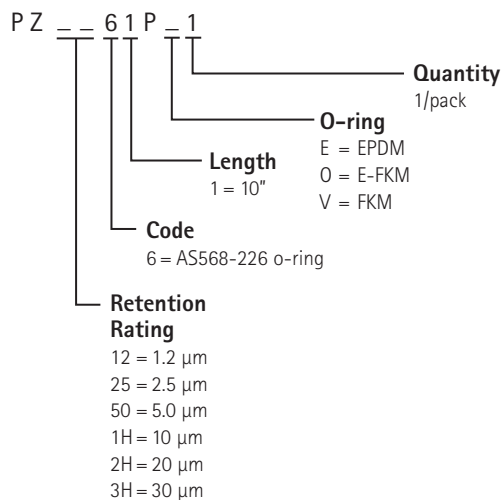 PZ _ _ 6 1 P _ 1
Quantity
1/pack
O-ring
E = EPDM
0 = E-FKM
V = FKM
Length
1 = 10"
Code
6 = AS568-226 o-ring
Retention
Rating
12 = 1.2 μm
25 = 2.5 μm
50 = 5.0 μm
1H = 10 μm
2H = 20 μm
3H = 30 μm